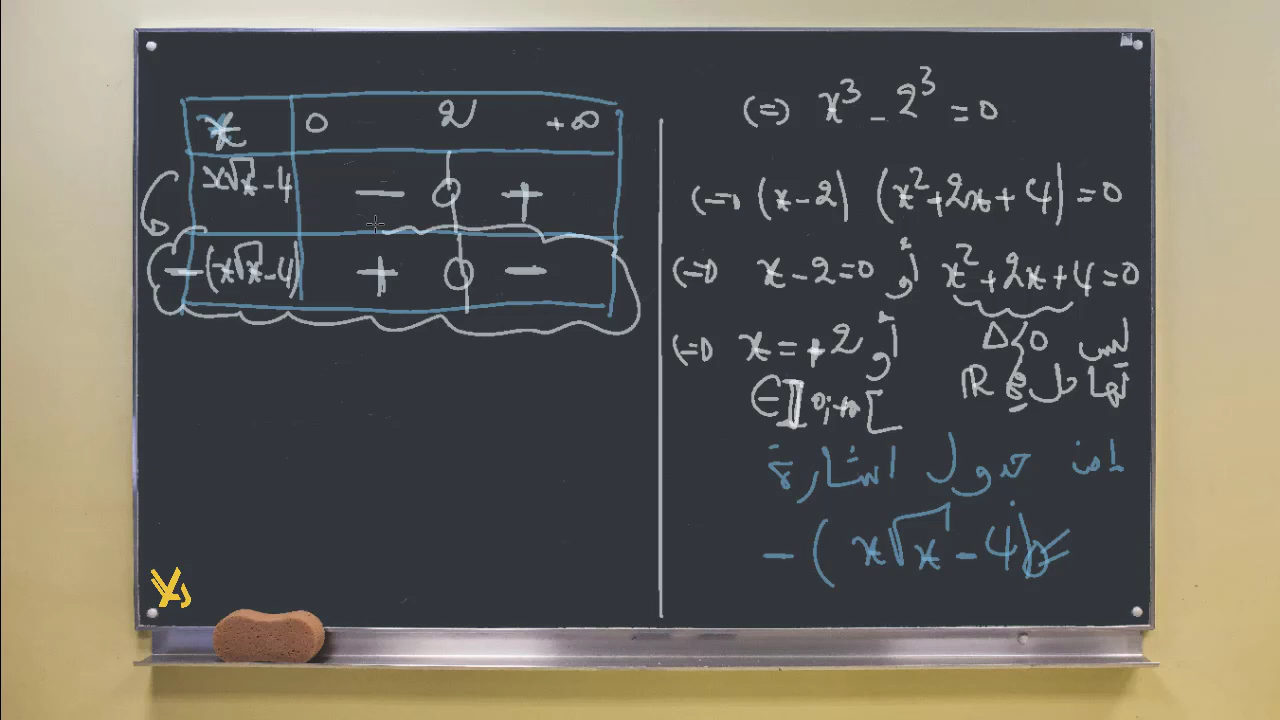 x 0 2 +∞
x√x-4 - 0 +
-(x√x-4) + 0 -
(=) x³ - 2³ = 0
(=) (x-2) (x²+2x+4) = 0
(=) x-2=0 أو x²+2x+4=0
(=) x = +2 أو Δ<0 ليس
∈ ]0;+∞[ لها حل في ℝ
إذن جدول اشارة
-(x√x-4)